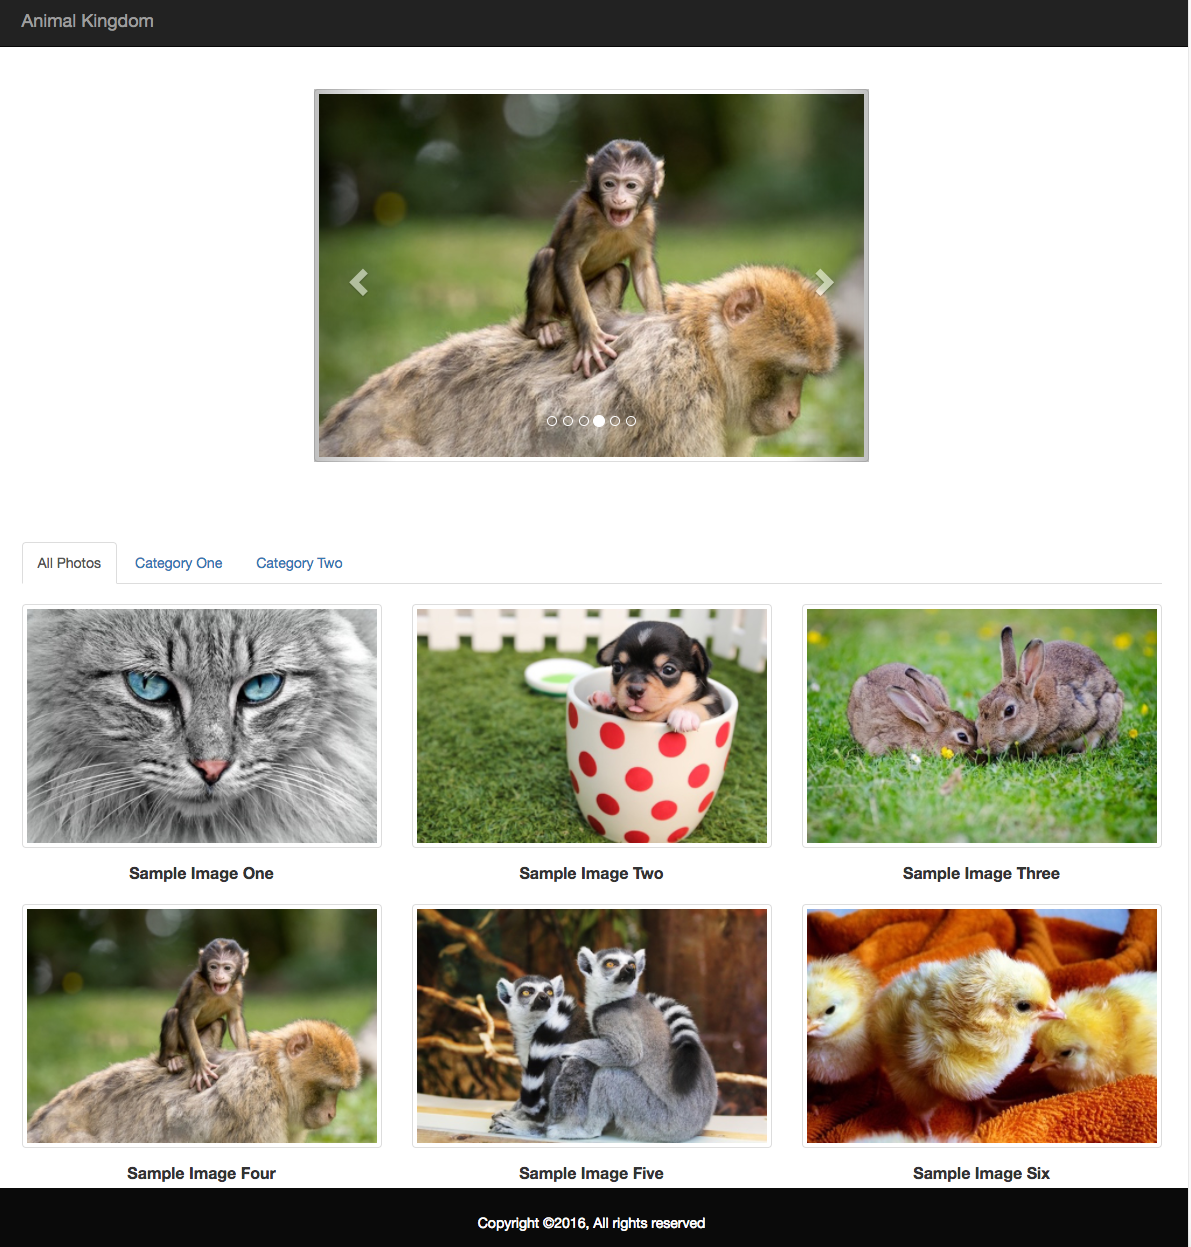 Animal Kingdom
All Photos Category One Category Two
Sample Image One Sample Image Two Sample Image Three
Sample Image Four Sample Image Five Sample Image Six
Copyright ©2016, All rights reserved